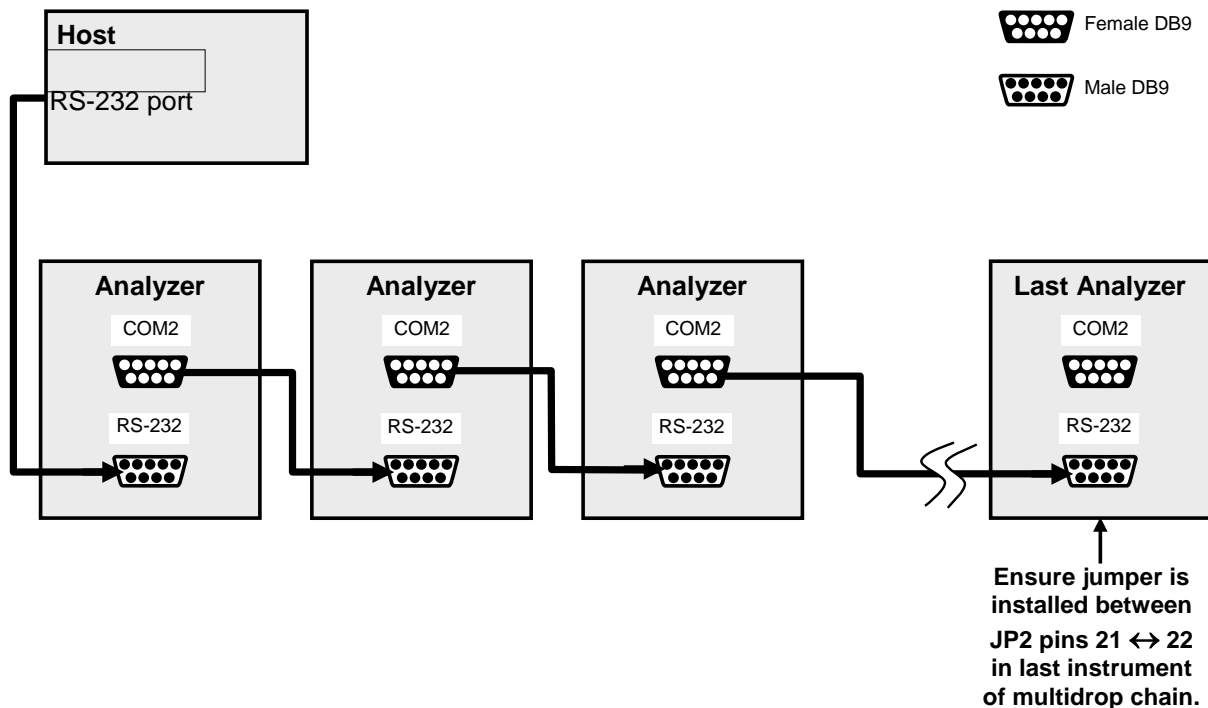 Host
RS-232 port
Female DB9
Male DB9
Analyzer
COM2
RS-232
Analyzer
COM2
RS-232
Analyzer
COM2
RS-232
Last Analyzer
COM2
RS-232
Ensure jumper is
installed between
JP2 pins 21 ↔ 22
in last instrument
of multidrop chain.